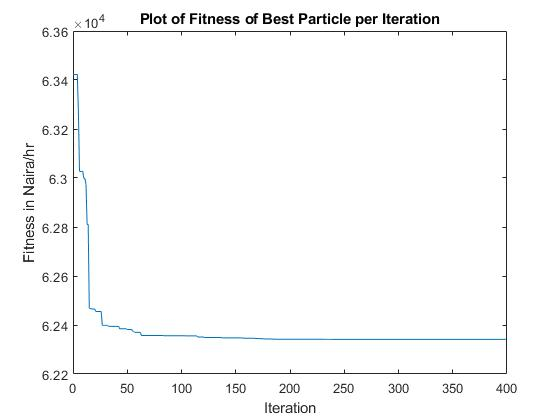 Plot of Fitness of Best Particle per Iteration
×10⁴
6.36
6.34
6.32
6.3
6.28
6.26
6.24
6.22
Fitness in Naira/hr
0 50 100 150 200 250 300 350 400
Iteration